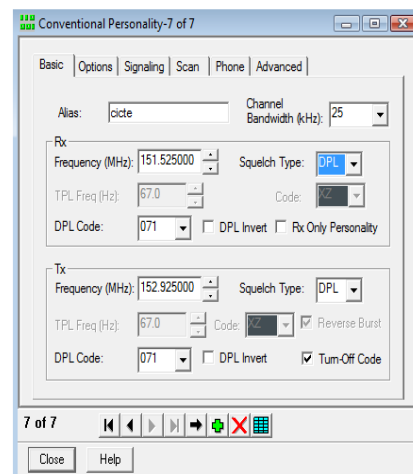 Conventional Personality-7 of 7
Basic Options Signaling Scan Phone Advanced
Alias: cicte Channel Bandwidth (kHz): 25
Rx
Frequency (MHz): 151.525000 Squelch Type: DPL
TPL Freq (Hz): 67.0 Code: XZ
DPL Code: 071 DPL Invert Rx Only Personality
Tx
Frequency (MHz): 152.925000 Squelch Type: DPL
TPL Freq (Hz): 67.0 Code: XZ Reverse Burst
DPL Code: 071 DPL Invert Turn-Off Code
7 of 7
Close Help